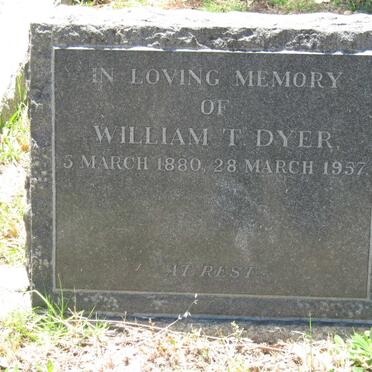 IN LOVING MEMORY
OF
WILLIAM T. DYER.
5 MARCH 1880, 28 MARCH 1957
AT REST